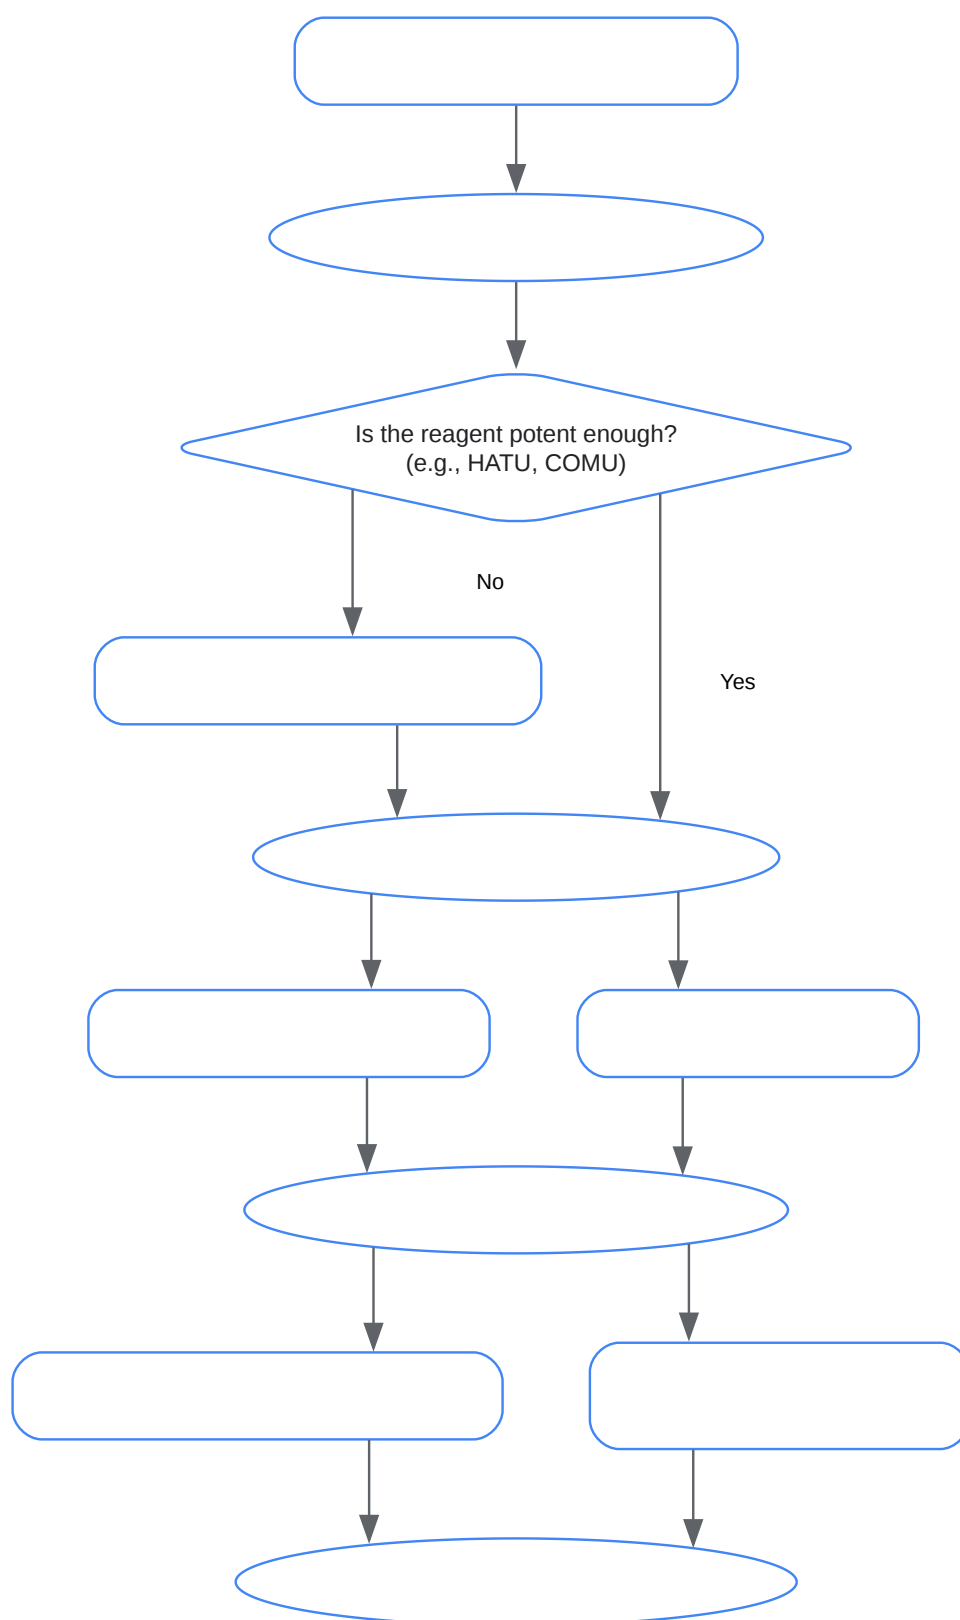 Is the reagent potent enough?
(e.g., HATU, COMU)
No
Yes